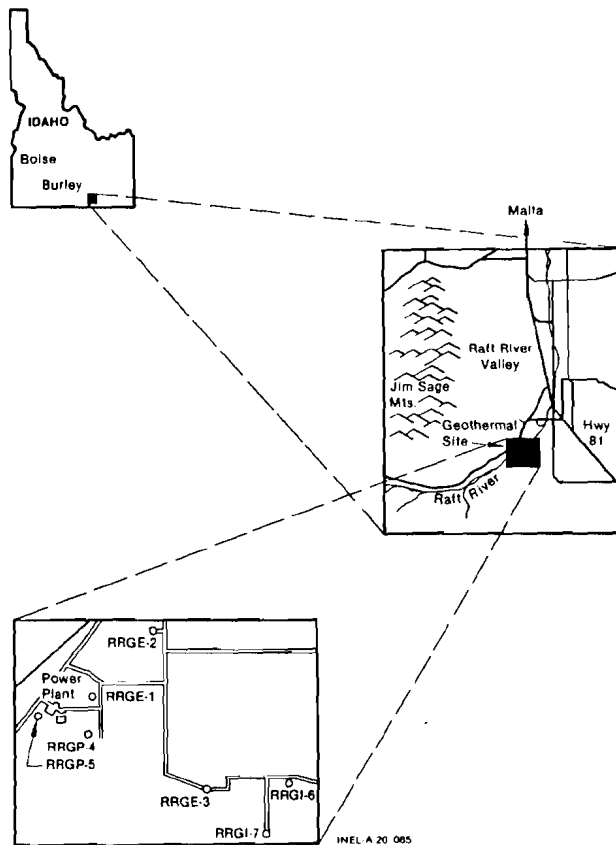 IDAHO
Boise
Burley
Malta
Raft River
Valley
Jim Sage
Mts.
Geothermal
Site
Hwy
81
Raft River
RRGE-2
Power
Plant
RRGE-1
RRGP-4
RRGP-5
RRGE-3
RRGI-6
RRGI-7
INEL-A 20 085